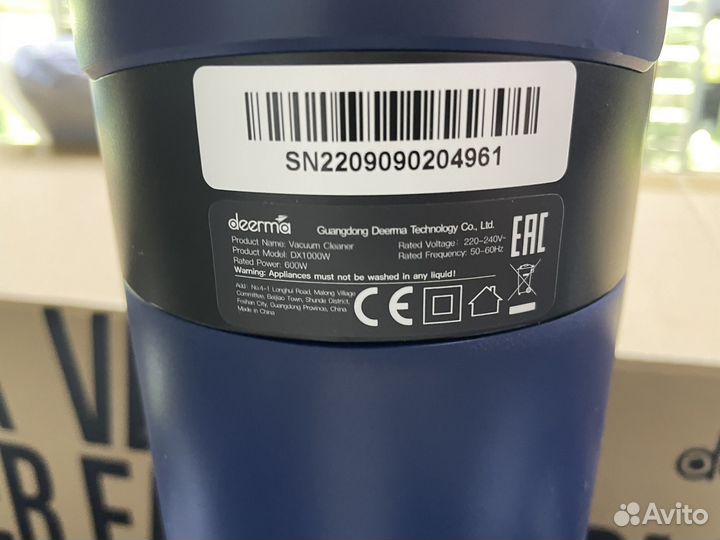 SN2209090204961
deerma
Guangdong Deerma Technology Co., Ltd.
Product Name: Vacuum Cleaner
Product Model: DX1000W
Rated Power: 600W
Rated Voltage: 220-240V~
Rated Frequency: 50-60Hz
EAC
Warning: Appliances must not be washed in any liquid!
Add: No.4-1 Longhui Road, Malong Village
Committee, Beijiao Town, Shunde District,
Foshan City, Guangdong Province, China
Made in China
CE
Avito